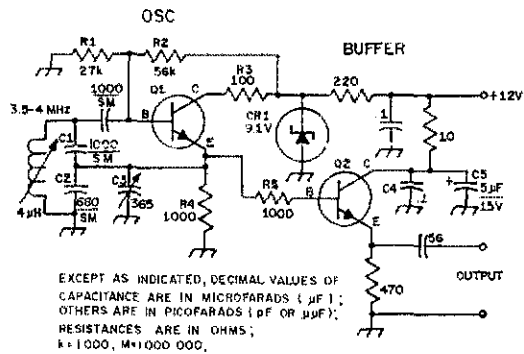 OSC
BUFFER
R1
27k
R2
56k
R3
100
220
+12V
Q1
C
B
E
1000
SM
3.5-4 MHz
C1
1000
SM
CR1
9.1V
.1
10
Q2
C
B
E
4μH
C2
680
SM
C3
365
R4
1000
R5
1000
C4
.1
+
C5
5μF
15V
56
OUTPUT
470
EXCEPT AS INDICATED, DECIMAL VALUES OF
CAPACITANCE ARE IN MICROFARADS (μF);
OTHERS ARE IN PICOFARADS (pF OR μμF);
RESISTANCES ARE IN OHMS;
k=1000, M=1000 000,